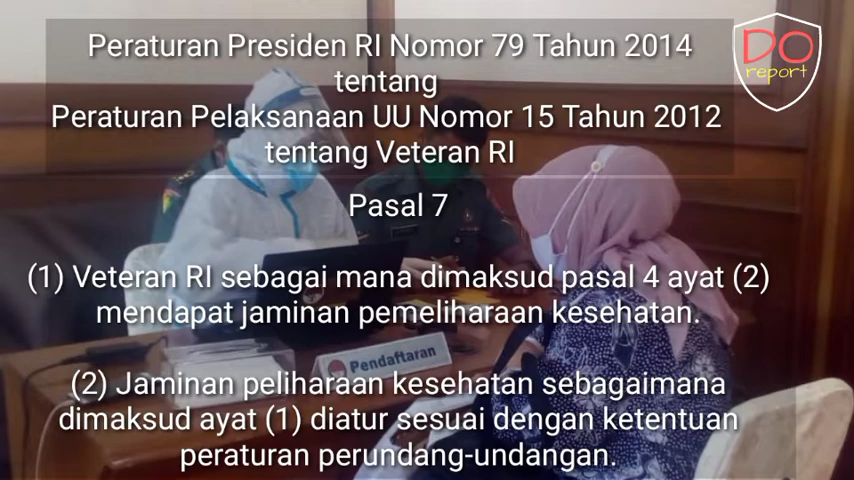 Peraturan Presiden RI Nomor 79 Tahun 2014
tentang
Peraturan Pelaksanaan UU Nomor 15 Tahun 2012
tentang Veteran RI
DO
report
Pasal 7
(1) Veteran RI sebagai mana dimaksud pasal 4 ayat (2)
mendapat jaminan pemeliharaan kesehatan.
Pendaftaran
(2) Jaminan peliharaan kesehatan sebagaimana
dimaksud ayat (1) diatur sesuai dengan ketentuan
peraturan perundang-undangan.